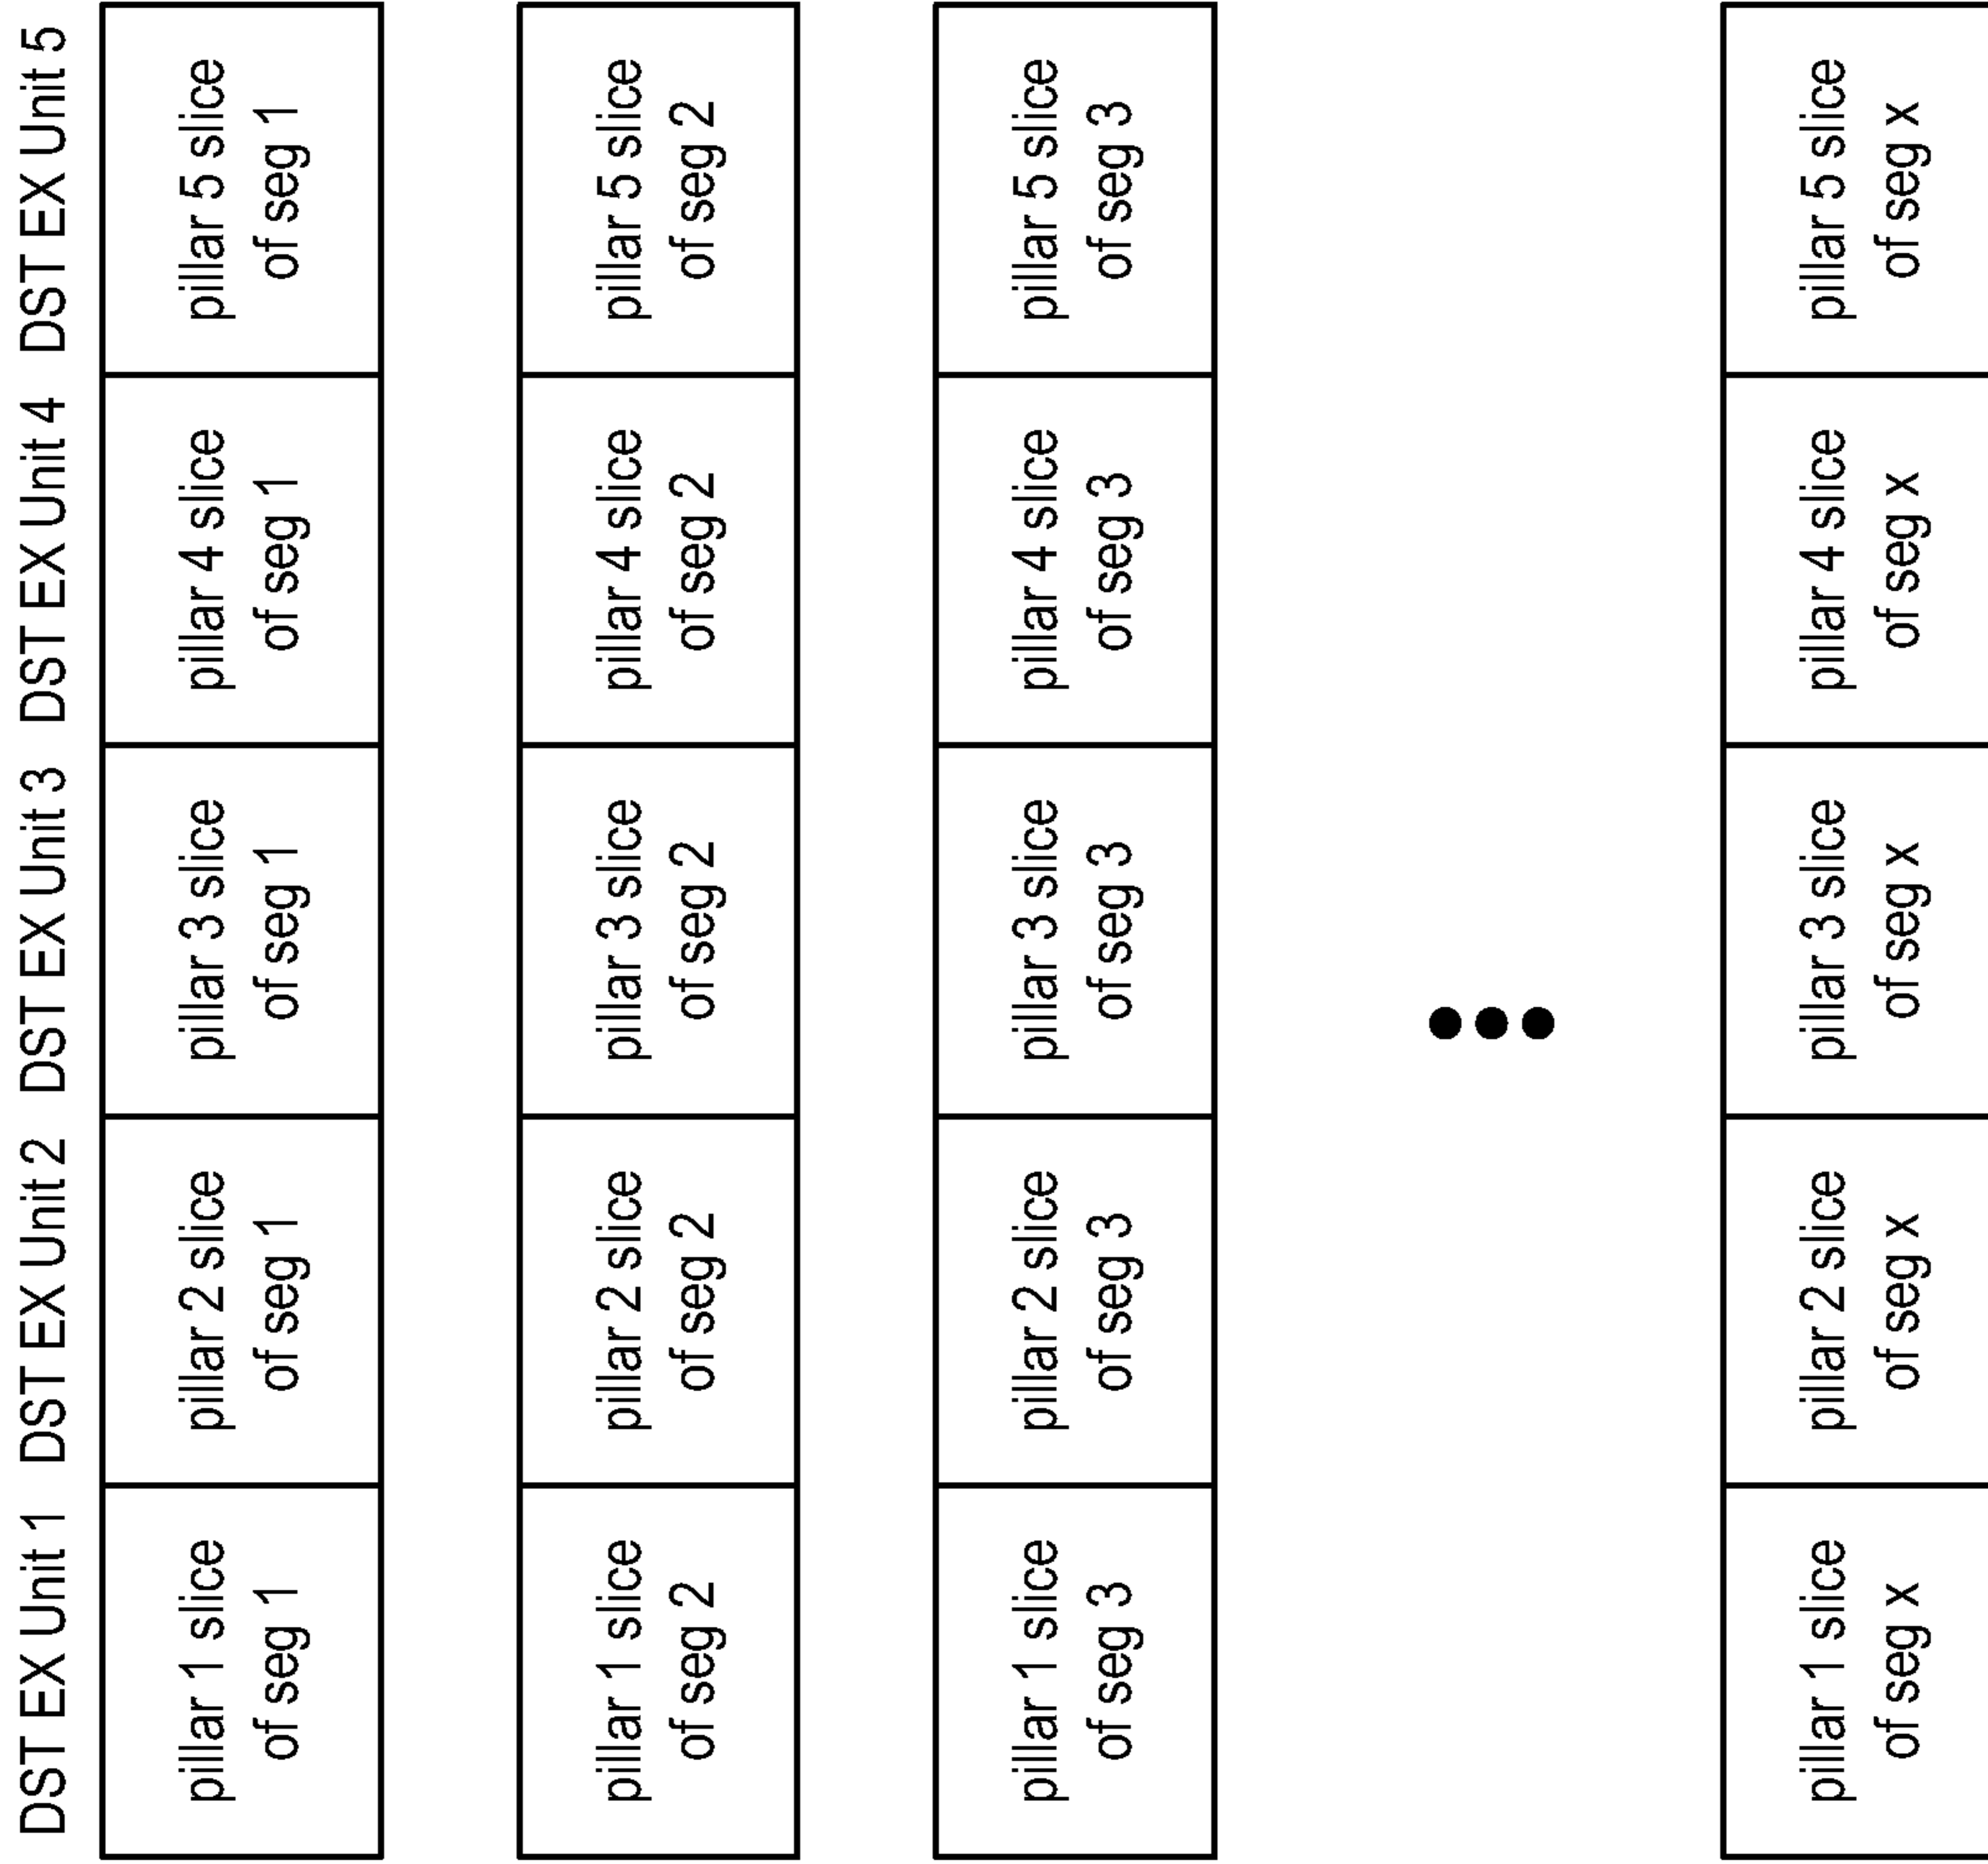 DST EX Unit 1 DST EX Unit 2 DST EX Unit 3 DST EX Unit 4 DST EX Unit 5
pillar 1 slice
of seg 1
pillar 2 slice
of seg 1
pillar 3 slice
of seg 1
pillar 4 slice
of seg 1
pillar 5 slice
of seg 1
pillar 1 slice
of seg 2
pillar 2 slice
of seg 2
pillar 3 slice
of seg 2
pillar 4 slice
of seg 2
pillar 5 slice
of seg 2
pillar 1 slice
of seg 3
pillar 2 slice
of seg 3
pillar 3 slice
of seg 3
pillar 4 slice
of seg 3
pillar 5 slice
of seg 3
pillar 1 slice
of seg x
pillar 2 slice
of seg x
pillar 3 slice
of seg x
pillar 4 slice
of seg x
pillar 5 slice
of seg x